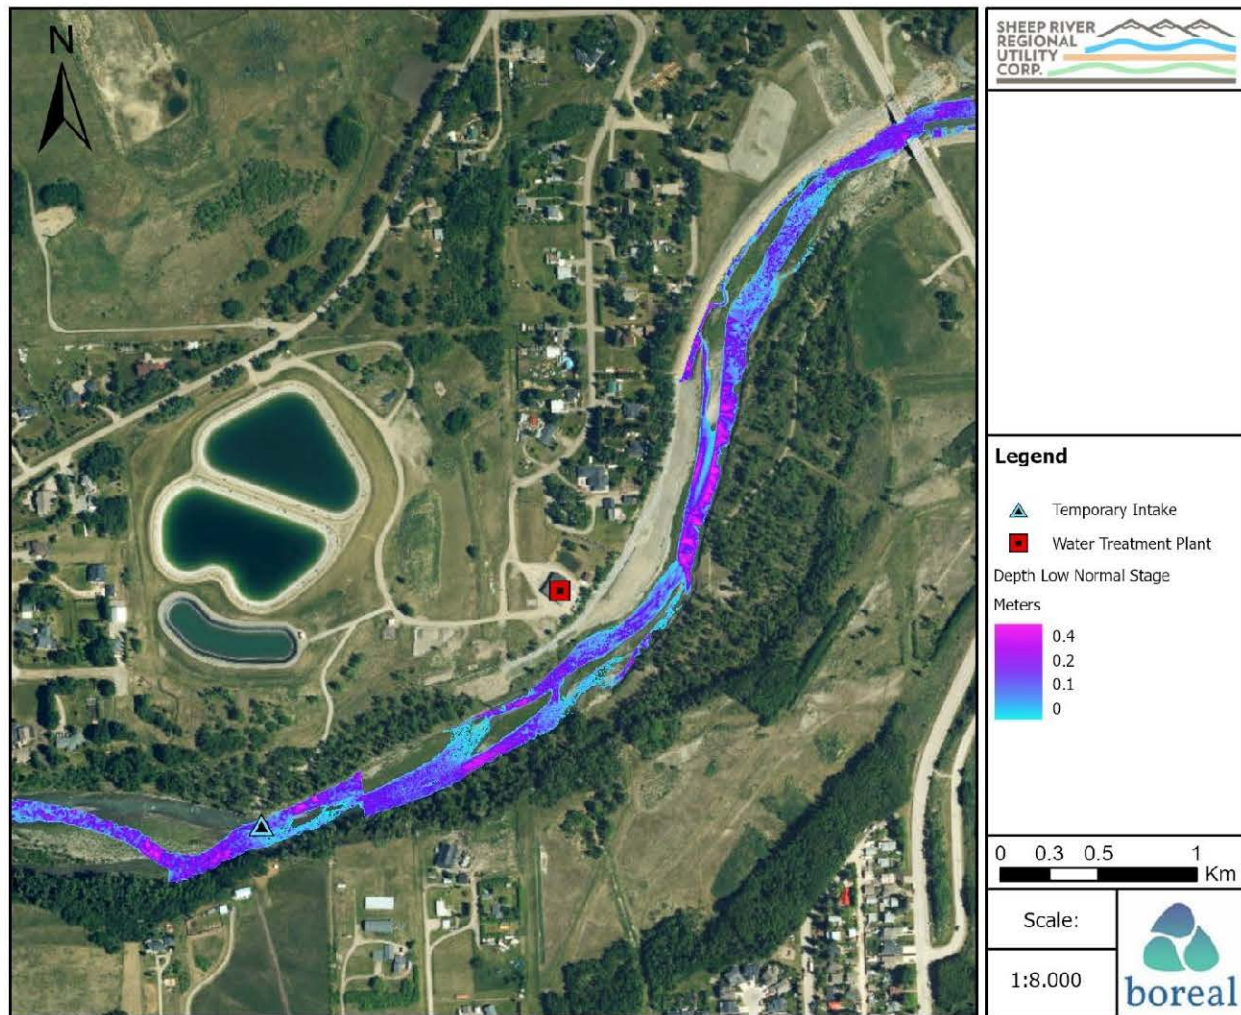 N
SHEEP RIVER
REGIONAL
UTILITY
CORP.
Legend
Temporary Intake
Water Treatment Plant
Depth Low Normal Stage
Meters
0.4
0.2
0.1
0
0 0.3 0.5 1
Km
Scale:
1:8.000
boreal